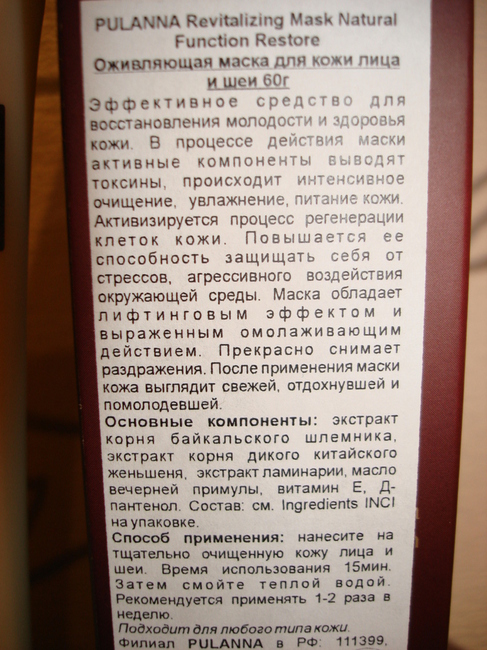 PULANNA Revitalizing Mask Natural
Function Restore
Оживляющая маска для кожи лица
и шеи 60г
Эффективное средство для
восстановления молодости и здоровья
кожи. В процессе действия маски
активные компоненты выводят
токсины, происходит интенсивное
очищение, увлажнение, питание кожи.
Активизируется процесс регенерации
клеток кожи. Повышается ее
способность защищать себя от
стрессов, агрессивного воздействия
окружающей среды. Маска обладает
лифтинговым эффектом и
выраженным омолаживающим
действием. Прекрасно снимает
раздражения. После применения маски
кожа выглядит свежей, отдохнувшей и
помолодевшей.
Основные компоненты: экстракт
корня байкальского шлемника,
экстракт корня дикого китайского
женьшеня, экстракт ламинарии, масло
вечерней примулы, витамин Е, Д-
пантенол. Состав: см. Ingredients INCI
на упаковке.
Способ применения: нанесите на
тщательно очищенную кожу лица и
шеи. Время использования 15мин.
Затем смойте теплой водой.
Рекомендуется применять 1-2 раза в
неделю.
Подходит для любого типа кожи.
Филиал PULANNA в РФ: 111399,